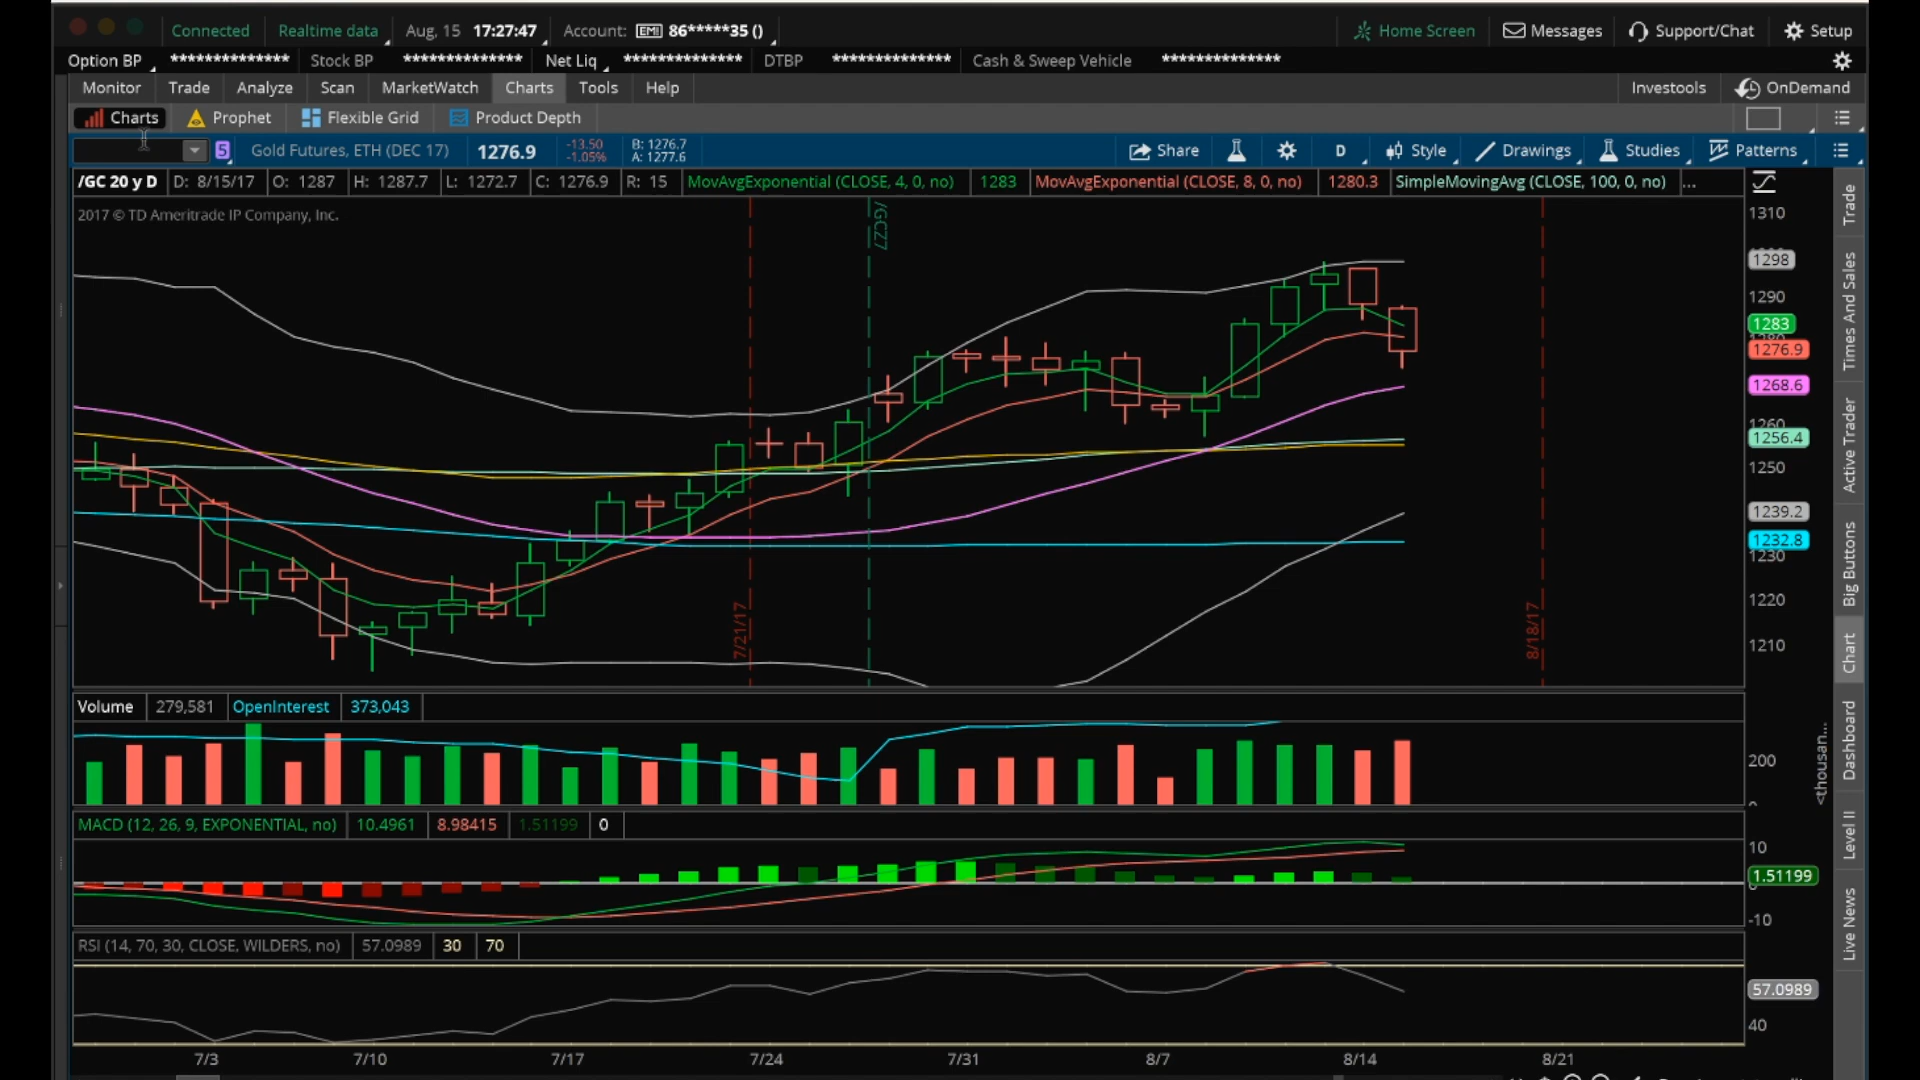 Connected Realtime data Aug, 15 17:27:47 Account: EMI 86*****35 () Home Screen Messages Support/Chat Setup
Option BP ************** Stock BP ************** Net Liq ************** DTBP ************** Cash & Sweep Vehicle **************
Monitor Trade Analyze Scan MarketWatch Charts Tools Help Investools OnDemand
Charts Prophet Flexible Grid Product Depth
5 Gold Futures, ETH (DEC 17) 1276.9 -13.50 -1.05% B: 1276.7 A: 1277.6 Share D Style Drawings Studies Patterns
/GC 20 y D D: 8/15/17 O: 1287 H: 1287.7 L: 1272.7 C: 1276.9 R: 15 MovAvgExponential (CLOSE, 4, 0, no) 1283 MovAvgExponential (CLOSE, 8, 0, no) 1280.3 SimpleMovingAvg (CLOSE, 100, 0, no) ...
2017 © TD Ameritrade IP Company, Inc.
/GCZ7
7/21/17
8/18/17
1310
1298
1290
1283
1276.9
1268.6
1260
1256.4
1250
1239.2
1232.8
1230
1220
1210
Volume 279,581 OpenInterest 373,043
200
<thousan...
MACD (12, 26, 9, EXPONENTIAL, no) 10.4961 8.98415 1.51199 0
10
1.51199
-10
RSI (14, 70, 30, CLOSE, WILDERS, no) 57.0989 30 70
57.0989
40
7/3 7/10 7/17 7/24 7/31 8/7 8/14 8/21
Trade
Times And Sales
Active Trader
Big Buttons
Chart
Dashboard
Level II
Live News